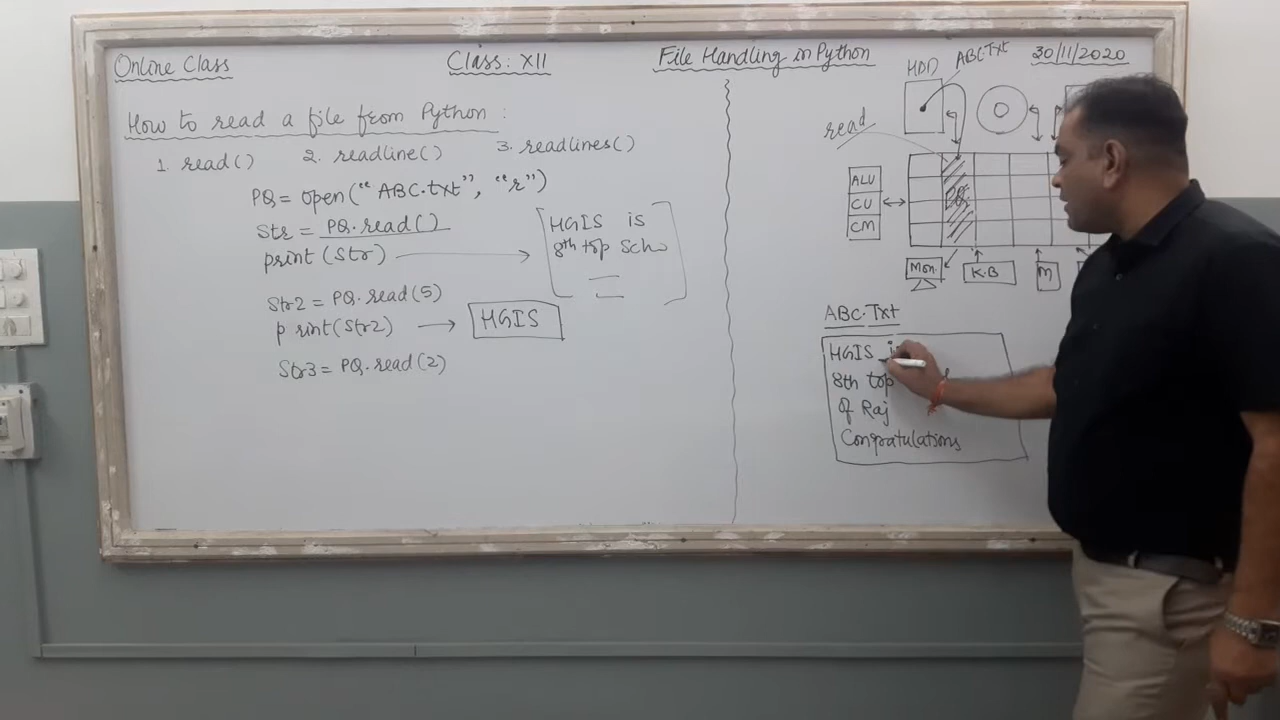 Online Class
Class: XII
File Handling in Python
30/11/2020
How to read a file from Python :
1. read() 2. readline() 3. readlines()
PQ = open("ABC.txt", "r")
Str = PQ.read()
print(Str)
HGIS is
8th top Scho
Str2 = PQ.read(5)
print(Str2)
HGIS
Str3 = PQ.read(2)
HDD
ABC.Txt
read
ALU
CU
CM
PQ
Mon.
K.B
M
ABC.Txt
HGIS
8th top
Of Raj
Congratulations